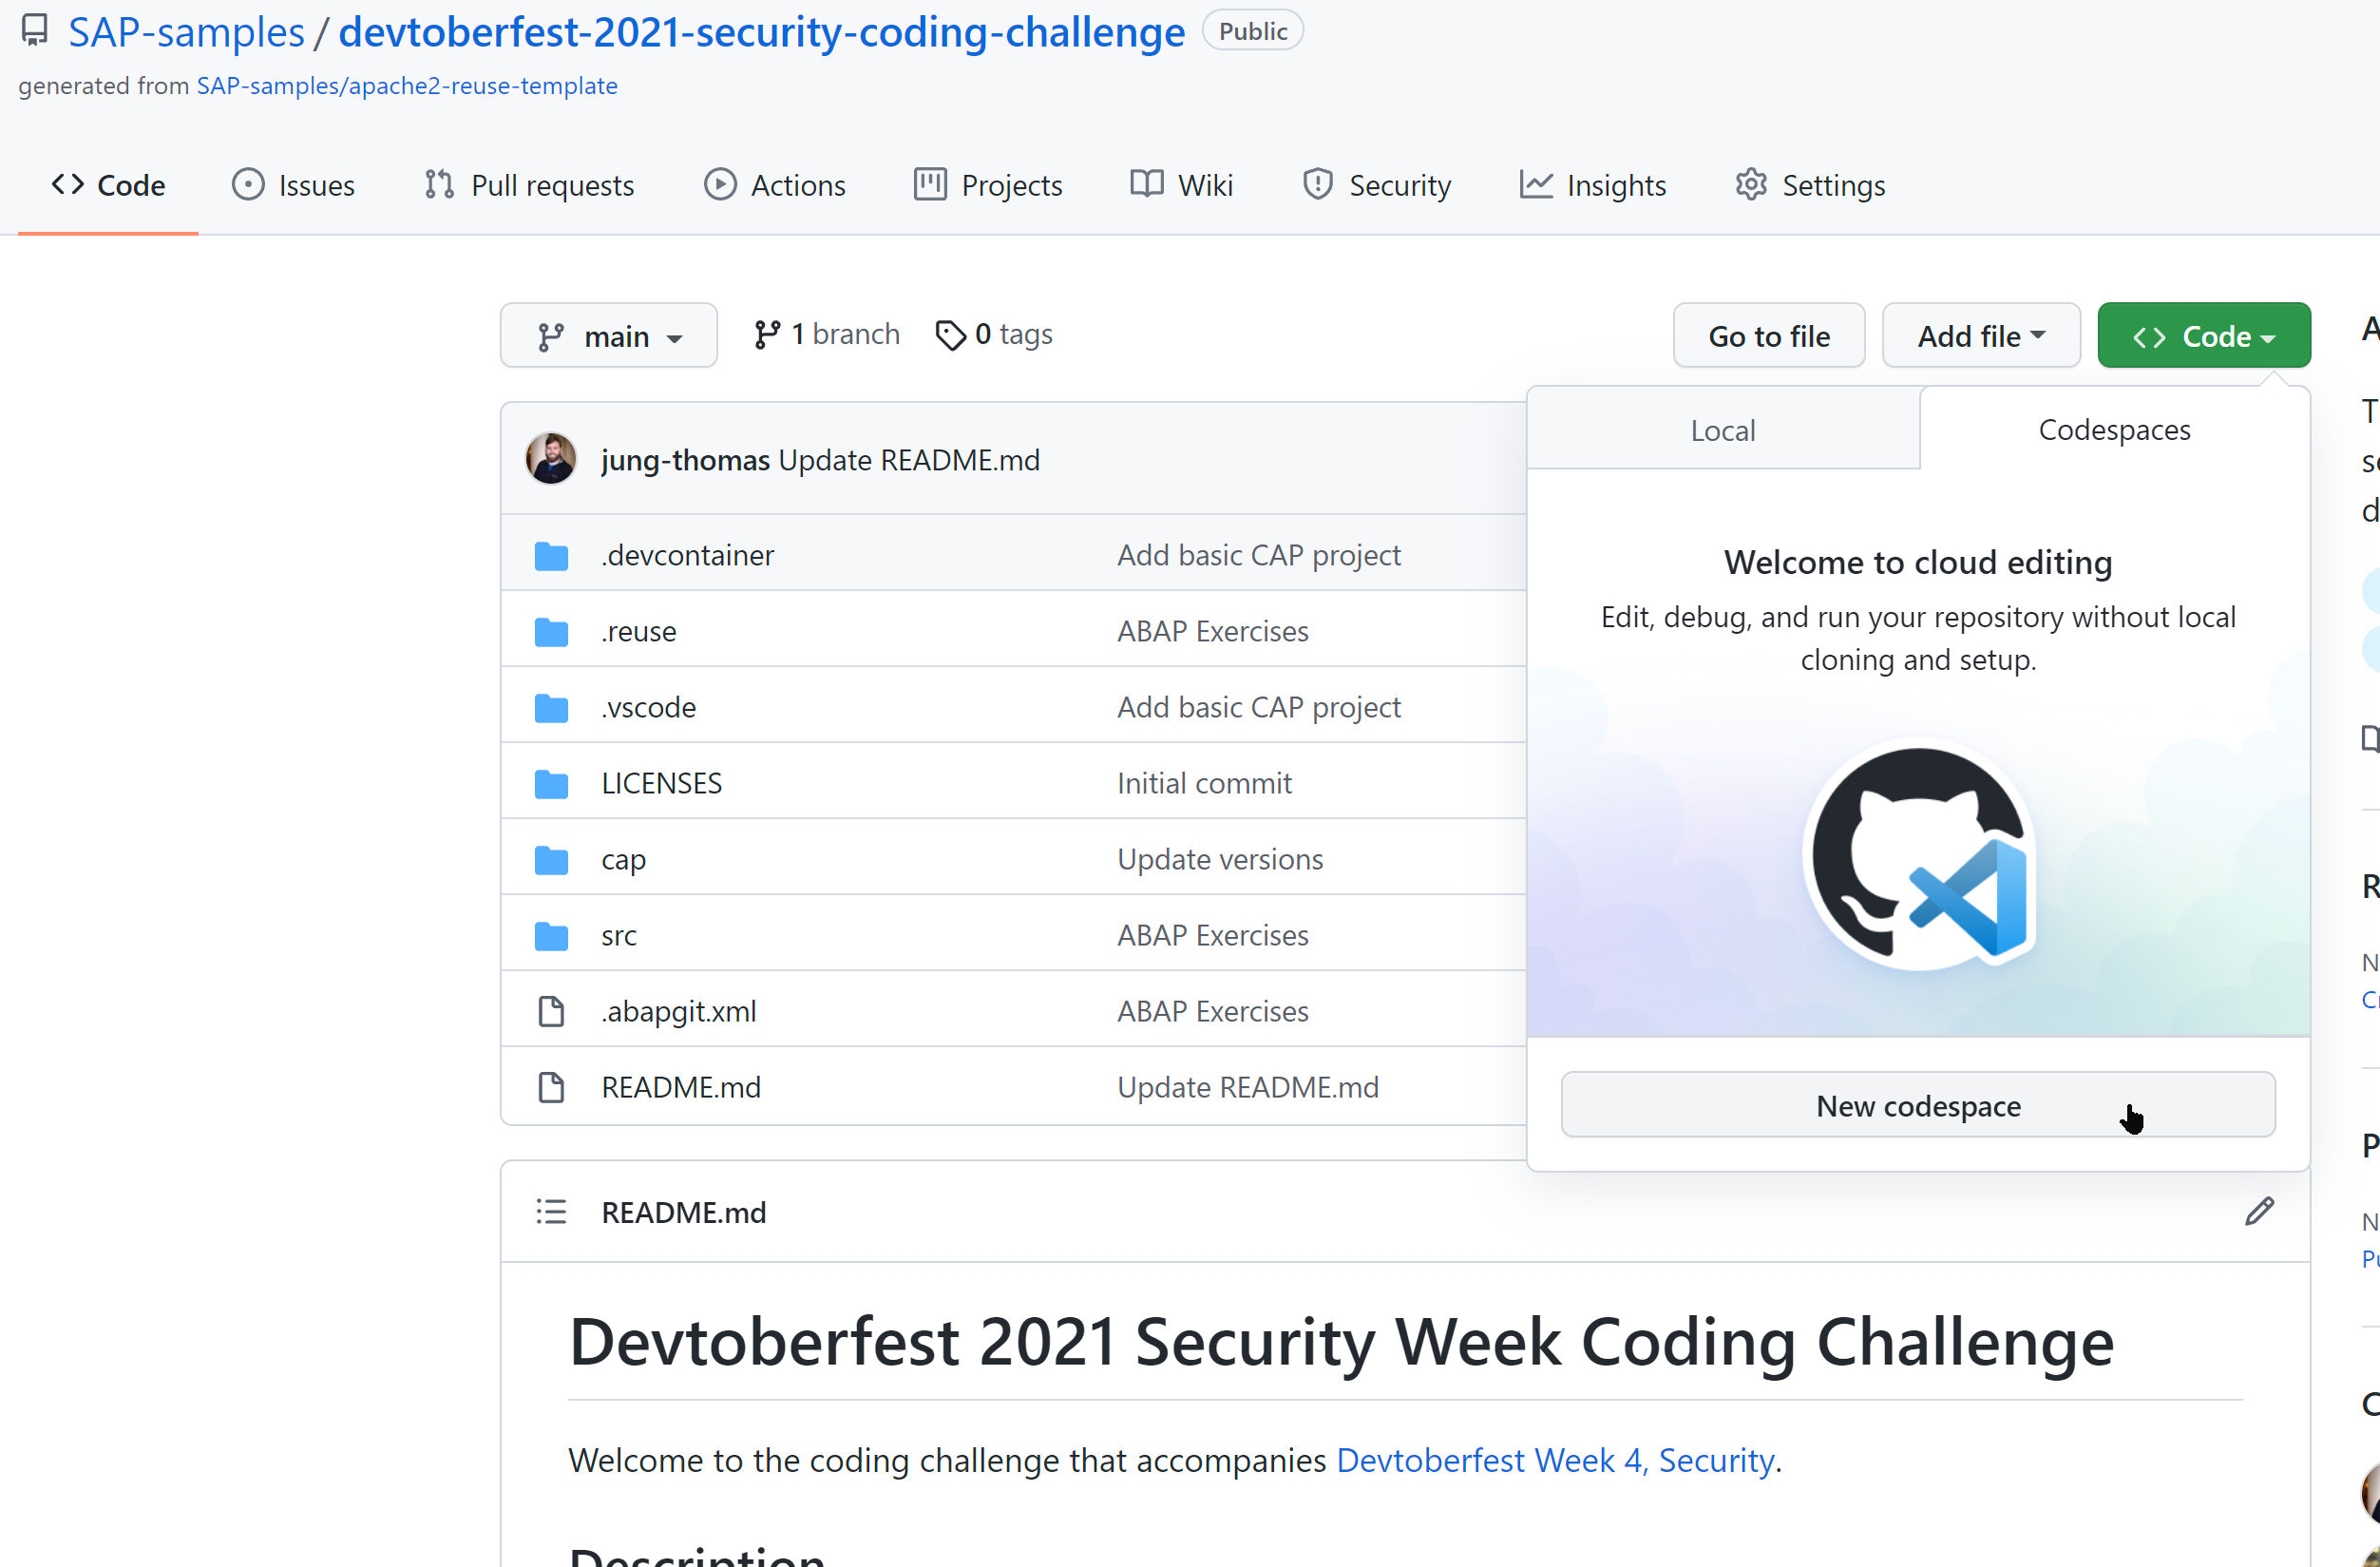 SAP-samples / devtoberfest-2021-security-coding-challenge Public
generated from SAP-samples/apache2-reuse-template
Code Issues Pull requests Actions Projects Wiki Security Insights Settings
main 1 branch 0 tags Go to file Add file Code
Local Codespaces
jung-thomas Update README.md
.devcontainer Add basic CAP project
.reuse ABAP Exercises
.vscode Add basic CAP project
LICENSES Initial commit
cap Update versions
src ABAP Exercises
.abapgit.xml ABAP Exercises
README.md Update README.md
Welcome to cloud editing
Edit, debug, and run your repository without local
cloning and setup.
New codespace
README.md
Devtoberfest 2021 Security Week Coding Challenge
Welcome to the coding challenge that accompanies Devtoberfest Week 4, Security.
Description